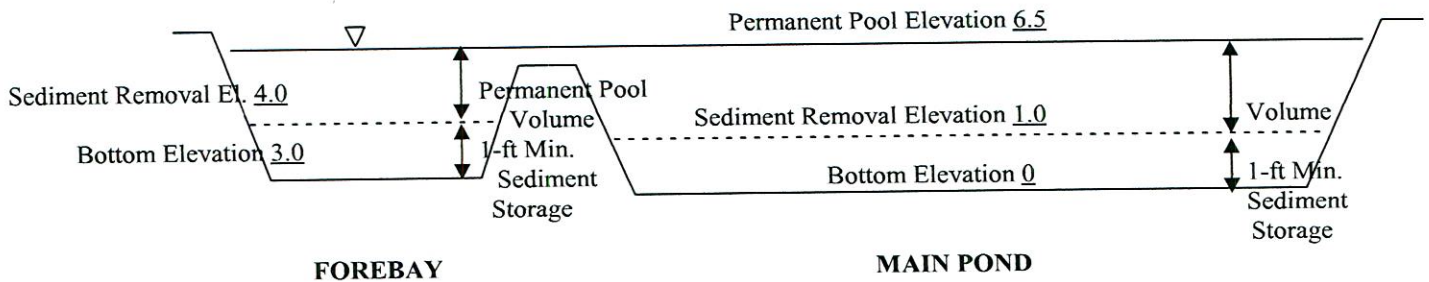 Permanent Pool Elevation 6.5
Sediment Removal El. 4.0
Permanent Pool
Volume
Sediment Removal Elevation 1.0
Volume
Bottom Elevation 3.0
1-ft Min.
Sediment
Storage
Bottom Elevation 0
1-ft Min.
Sediment
Storage
FOREBAY
MAIN POND